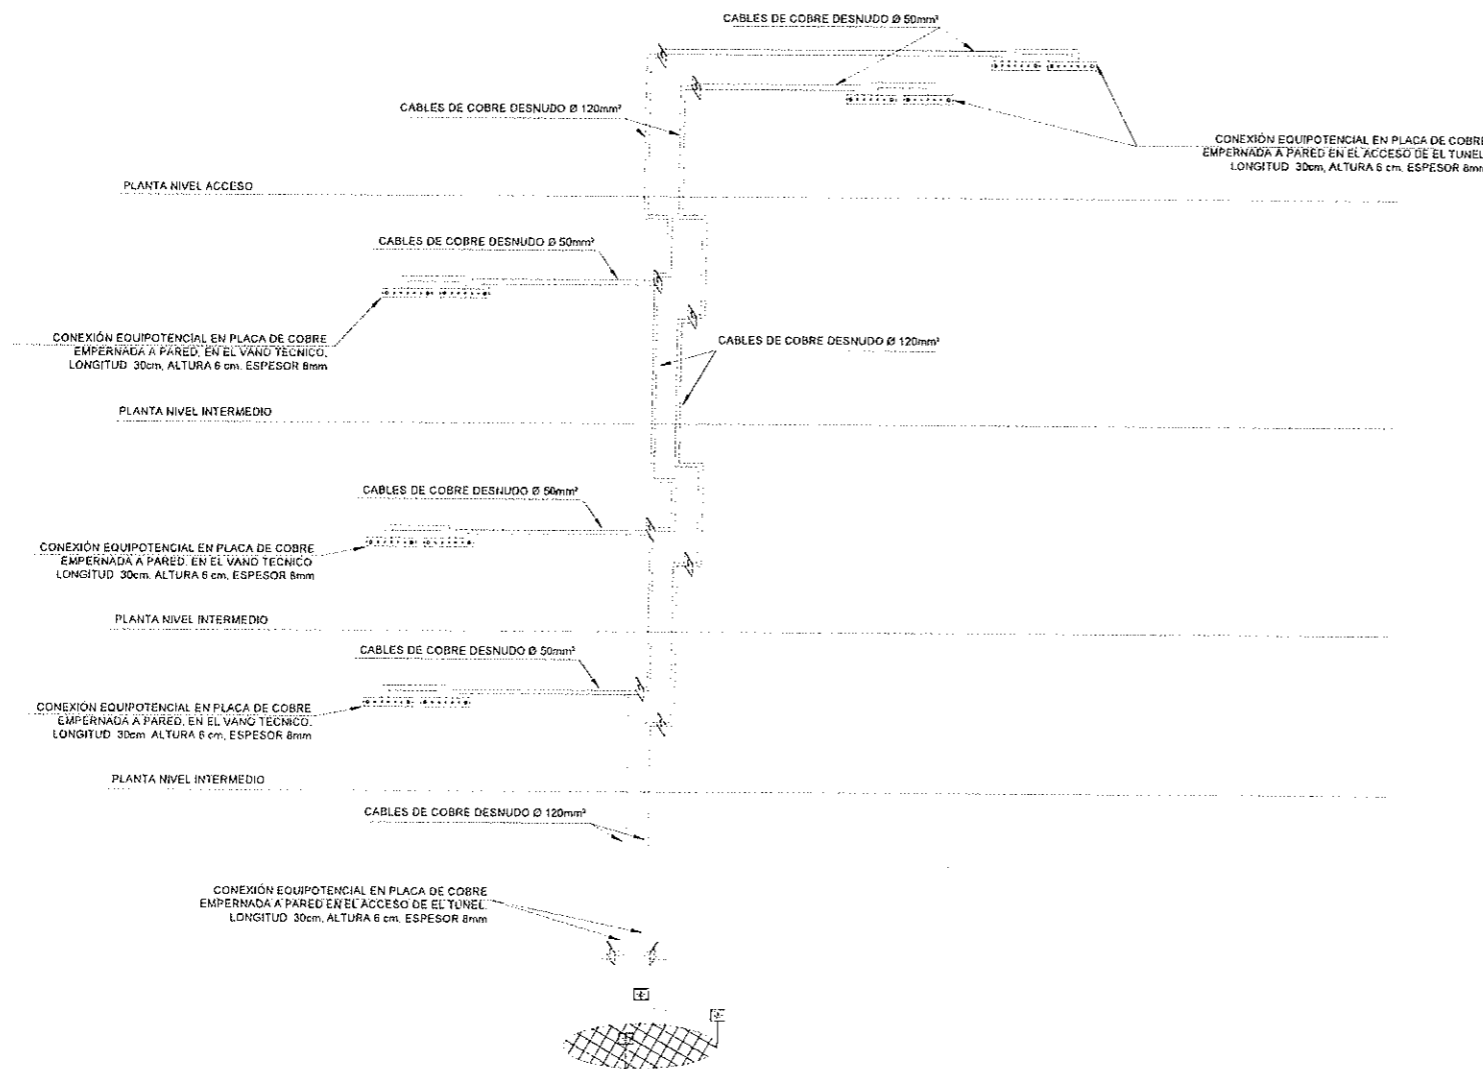 CABLES DE COBRE DESNUDO Ø 50mm²
CABLES DE COBRE DESNUDO Ø 120mm²
CONEXIÓN EQUIPOTENCIAL EN PLACA DE COBRE
EMPERNADA A PARED EN EL ACCESO DE EL TUNEL
LONGITUD 30cm, ALTURA 6 cm. ESPESOR 8mm
PLANTA NIVEL ACCESO
CABLES DE COBRE DESNUDO Ø 50mm²
CONEXIÓN EQUIPOTENCIAL EN PLACA DE COBRE
EMPERNADA A PARED, EN EL VANO TECNICO.
LONGITUD 30cm, ALTURA 6 cm. ESPESOR 8mm
CABLES DE COBRE DESNUDO Ø 120mm²
PLANTA NIVEL INTERMEDIO
CABLES DE COBRE DESNUDO Ø 50mm²
CONEXIÓN EQUIPOTENCIAL EN PLACA DE COBRE
EMPERNADA A PARED, EN EL VANO TECNICO
LONGITUD 30cm. ALTURA 6 cm, ESPESOR 8mm
PLANTA NIVEL INTERMEDIO
CABLES DE COBRE DESNUDO Ø 50mm²
CONEXIÓN EQUIPOTENCIAL EN PLACA DE COBRE
EMPERNADA A PARED, EN EL VANO TECNICO.
LONGITUD 30cm ALTURA 6 cm, ESPESOR 8mm
PLANTA NIVEL INTERMEDIO
CABLES DE COBRE DESNUDO Ø 120mm²
CONEXIÓN EQUIPOTENCIAL EN PLACA DE COBRE
EMPERNADA A PARED EN EL ACCESO DE EL TUNEL.
LONGITUD 30cm, ALTURA 6 cm, ESPESOR 8mm